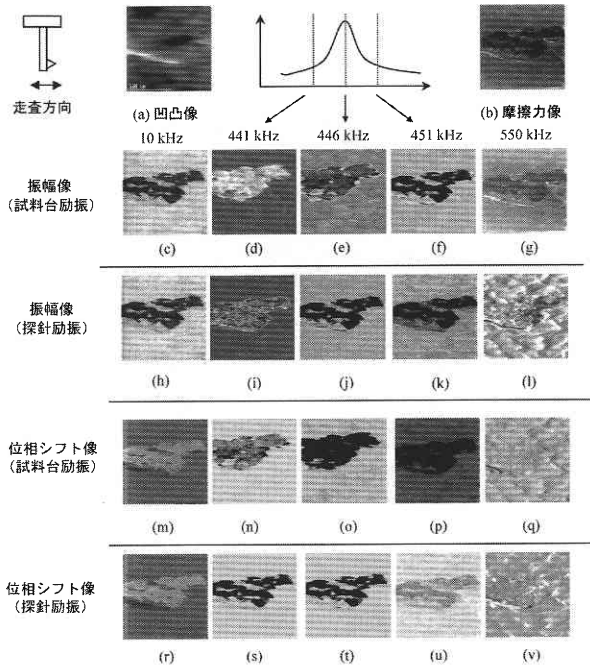 走査方向
(a) 凹凸像
(b) 摩擦力像
10 kHz
441 kHz
446 kHz
451 kHz
550 kHz
振幅像
(試料台励振)
(c)
(d)
(e)
(f)
(g)
振幅像
(探針励振)
(h)
(i)
(j)
(k)
(l)
位相シフト像
(試料台励振)
(m)
(n)
(o)
(p)
(q)
位相シフト像
(探針励振)
(r)
(s)
(t)
(u)
(v)